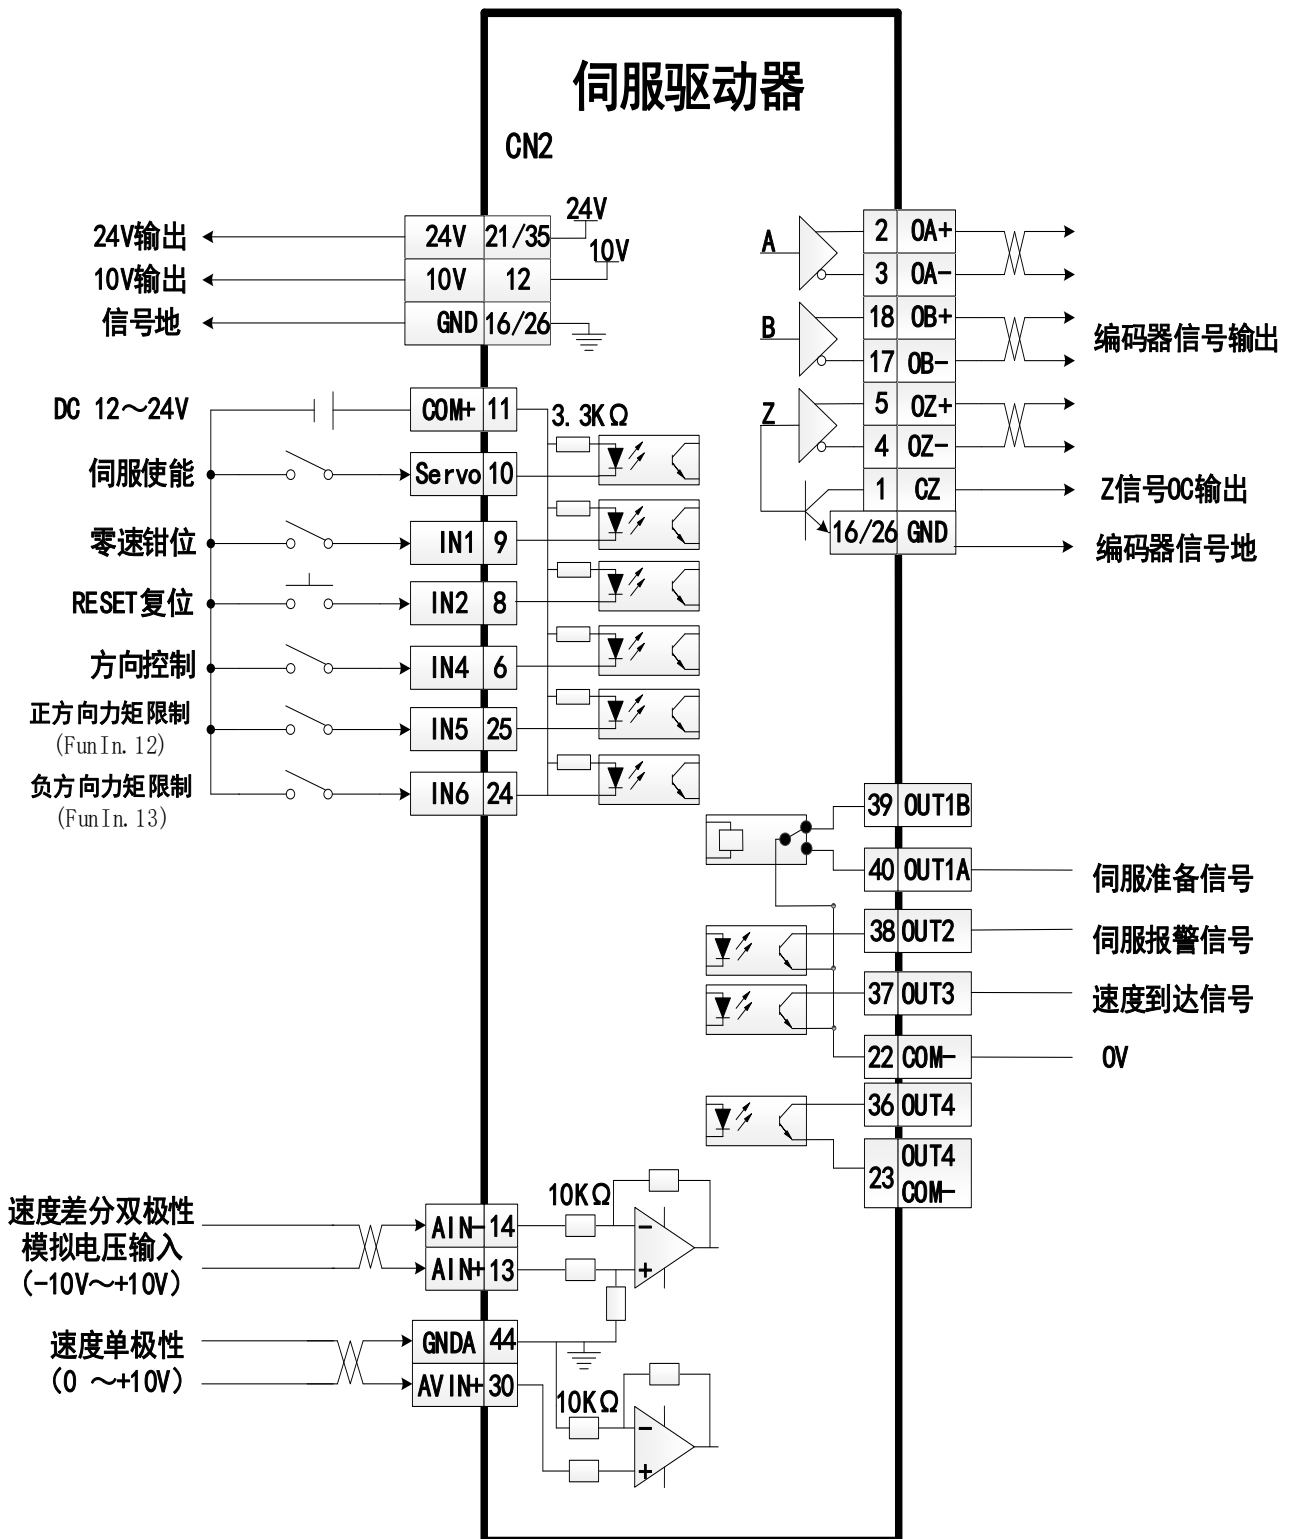 伺服驱动器
CN2
24V输出
24V 21/35
24V
10V输出
10V 12
10V
信号地
GND 16/26
DC 12～24V
COM+ 11
3.3KΩ
伺服使能
Servo 10
零速钳位
IN1 9
RESET复位
IN2 8
方向控制
IN4 6
正方向力矩限制
(FunIn.12)
IN5 25
负方向力矩限制
(FunIn.13)
IN6 24
A
2 OA+
3 OA-
B
18 OB+
17 OB-
编码器信号输出
Z
5 OZ+
4 OZ-
1 CZ
Z信号OC输出
16/26 GND
编码器信号地
39 OUT1B
40 OUT1A
伺服准备信号
38 OUT2
伺服报警信号
37 OUT3
速度到达信号
22 COM-
0V
36 OUT4
23 OUT4
COM-
速度差分双极性
模拟电压输入
(-10V～+10V)
AIN- 14
AIN+ 13
10KΩ
-
+
速度单极性
(0 ～+10V)
GNDA 44
AVIN+ 30
10KΩ
-
+